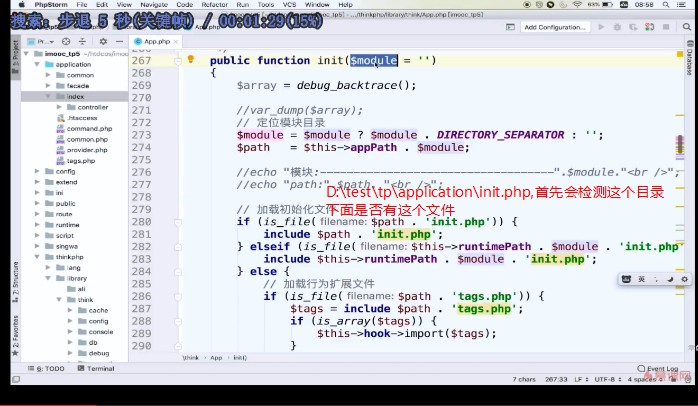 PhpStorm File Edit View Navigate Code Refactor Run Tools VCS Window Help
搜索: 步退 5 秒(关键帧) / 00:01:29(15%)
63% 08:58
.../thinkphp/library/think/App.php [imooc_tp5]
Add Configuration...
App.php
imooc_tp5
application
common
facade
index
controller
.htaccess
command.php
common.php
provider.php
tags.php
config
extend
ini
public
route
runtime
script
singwa
thinkphp
lang
library
ali
think
cache
config
console
db
debug
1: Project
7: Structure
2: Favorites
Database
267 public function init($module = '')
268 {
269 $array = debug_backtrace();
270
271 //var_dump($array);
272 // 定位模块目录
273 $module = $module ? $module . DIRECTORY_SEPARATOR : '';
274 $path = $this->appPath . $module;
275
276 //echo "模块:-----------------------------------".$module."<br />";
277 //echo "path:".$path. "<br />";
D:\test\tp\application\init.php,首先会检测这个目录
下面是否有这个文件
278
279 // 加载初始化文件
280 if (is_file( filename: $path . 'init.php')) {
281 include $path . 'init.php';
282 } elseif (is_file( filename: $this->runtimePath . $module . 'init.php
283 include $this->runtimePath . $module . 'init.php';
284 } else {
285 // 加载行为扩展文件
286 if (is_file( filename: $path . 'tags.php')) {
287 $tags = include $path . 'tags.php';
288 if (is_array($tags)) {
289 $this->hook->import($tags);
290 }
英
\think › App › init()
6: TODO Terminal Event Log
7 chars 267:33 LF UTF-8 4 spaces
慕课网